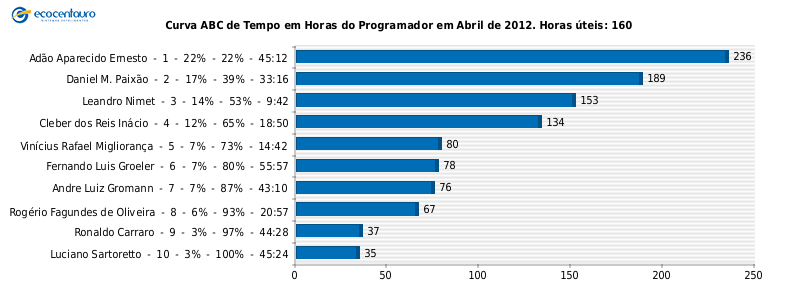 ecocentauro
Curva ABC de Tempo em Horas do Programador em Abril de 2012. Horas úteis: 160
Adão Aparecido Ernesto - 1 - 22% - 22% - 45:12 236
Daniel M. Paixão - 2 - 17% - 39% - 33:16 189
Leandro Nimet - 3 - 14% - 53% - 9:42 153
Cleber dos Reis Inácio - 4 - 12% - 65% - 18:50 134
Vinícius Rafael Migliorança - 5 - 7% - 73% - 14:42 80
Fernando Luis Groeler - 6 - 7% - 80% - 55:57 78
Andre Luiz Gromann - 7 - 7% - 87% - 43:10 76
Rogério Fagundes de Oliveira - 8 - 6% - 93% - 20:57 67
Ronaldo Carraro - 9 - 3% - 97% - 44:28 37
Luciano Sartoretto - 10 - 3% - 100% - 45:24 35
0 50 100 150 200 250